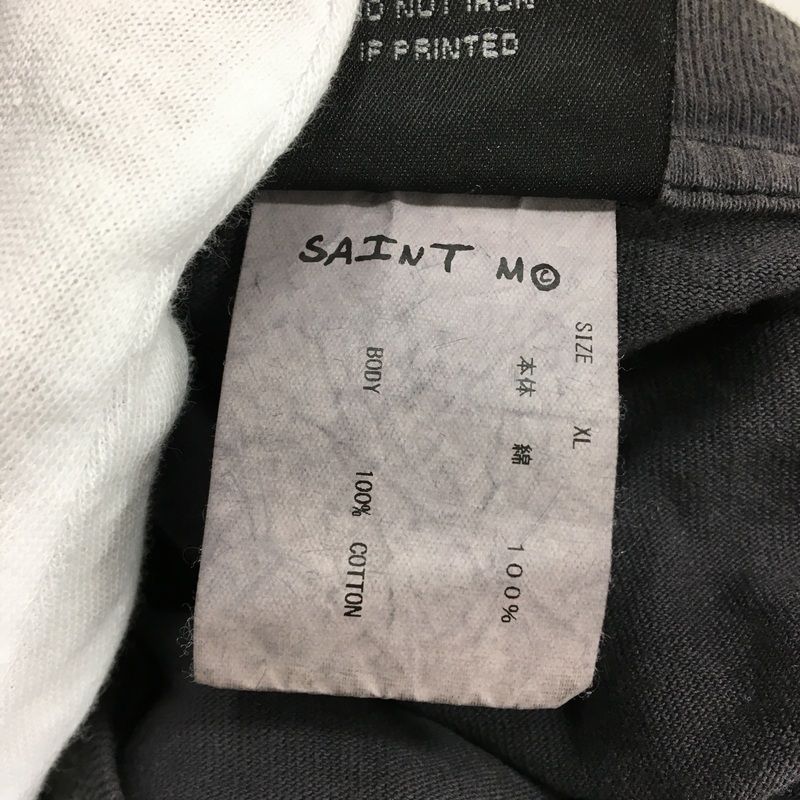 DO NOT IRON
IF PRINTED
SAINT M©
SIZE XL
本体 綿 100%
BODY 100% COTTON